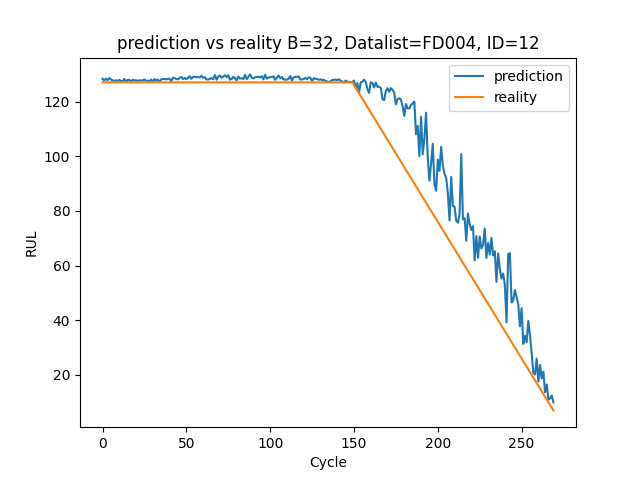 prediction vs reality B=32, Datalist=FD004, ID=12
prediction
reality
RUL
120
100
80
60
40
20
0 50 100 150 200 250
Cycle